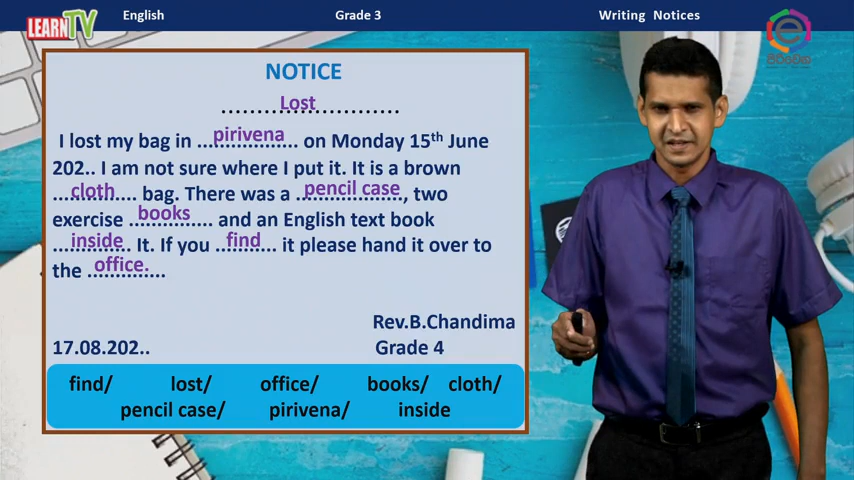 LEARN TV
English
Grade 3
Writing Notices
පිරිවෙන
NOTICE
........Lost........
I lost my bag in ....pirivena.... on Monday 15th June
202.. I am not sure where I put it. It is a brown
....cloth.... bag. There was a ....pencil case...., two
exercise ....books.... and an English text book
....inside.... It. If you ....find.... it please hand it over to
the ....office.....
Rev.B.Chandima
17.08.202.. Grade 4
find/ lost/ office/ books/ cloth/
pencil case/ pirivena/ inside